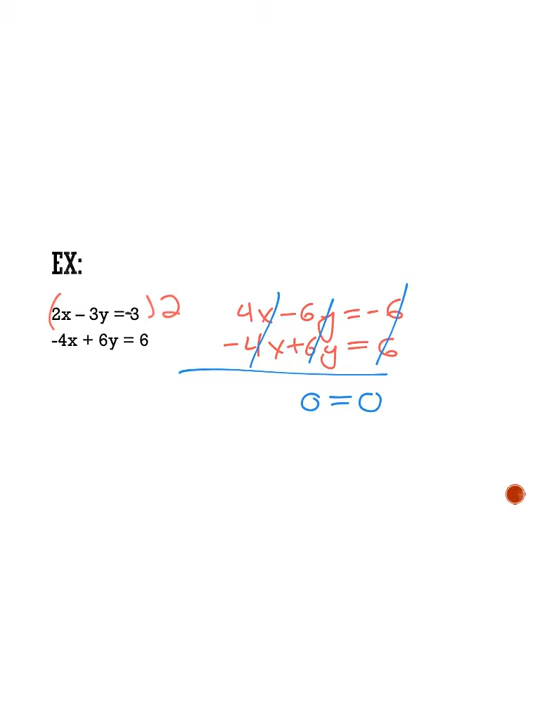 EX:
(2x – 3y =-3)2
-4x + 6y = 6
4x - 6y = -6
-4x + 6y = 6
0 = 0